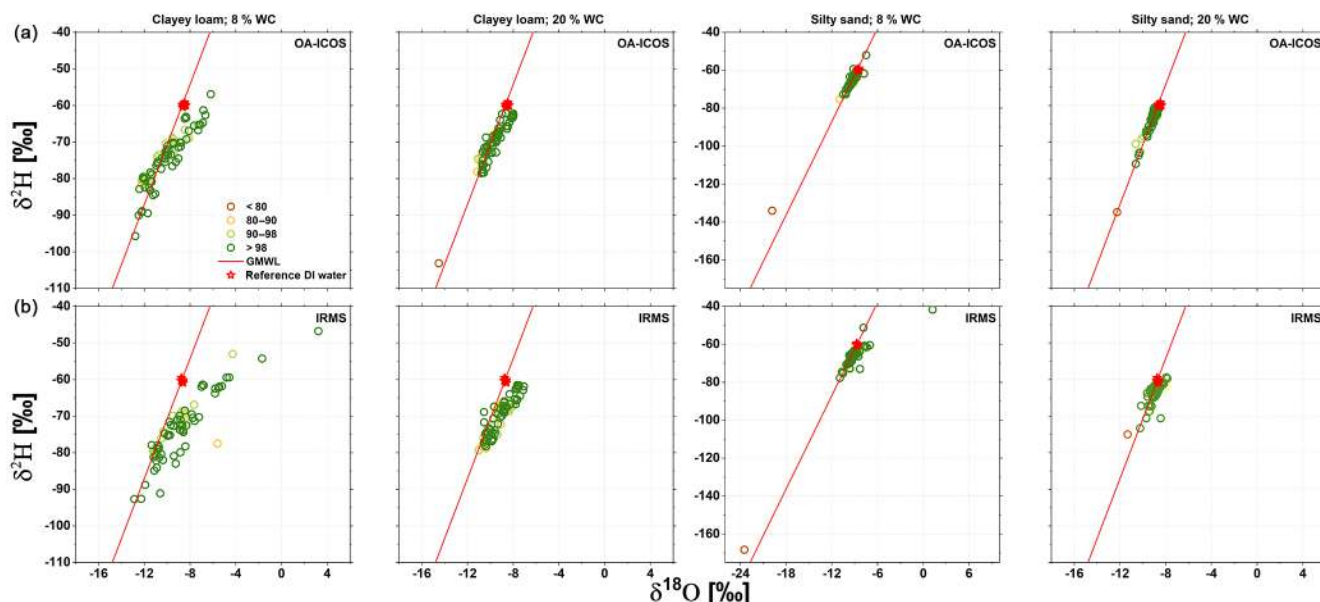 Clayey loam; 8 % WC
Clayey loam; 20 % WC
Silty sand; 8 % WC
Silty sand; 20 % WC
(a)
OA-ICOS
OA-ICOS
OA-ICOS
OA-ICOS
δ²H [‰]
-40
-50
-60
-70
-80
-90
-100
-110
-40
-60
-80
-100
-120
-140
-160
< 80
80–90
90–98
> 98
GMWL
Reference DI water
(b)
IRMS
IRMS
IRMS
IRMS
δ²H [‰]
-40
-50
-60
-70
-80
-90
-100
-110
-40
-60
-80
-100
-120
-140
-160
-16 -12 -8 -4 0 4
-16 -12 -8 -4 0 4
-24 -18 -12 -6 0 6
-16 -12 -8 -4 0 4
δ¹⁸O [‰]